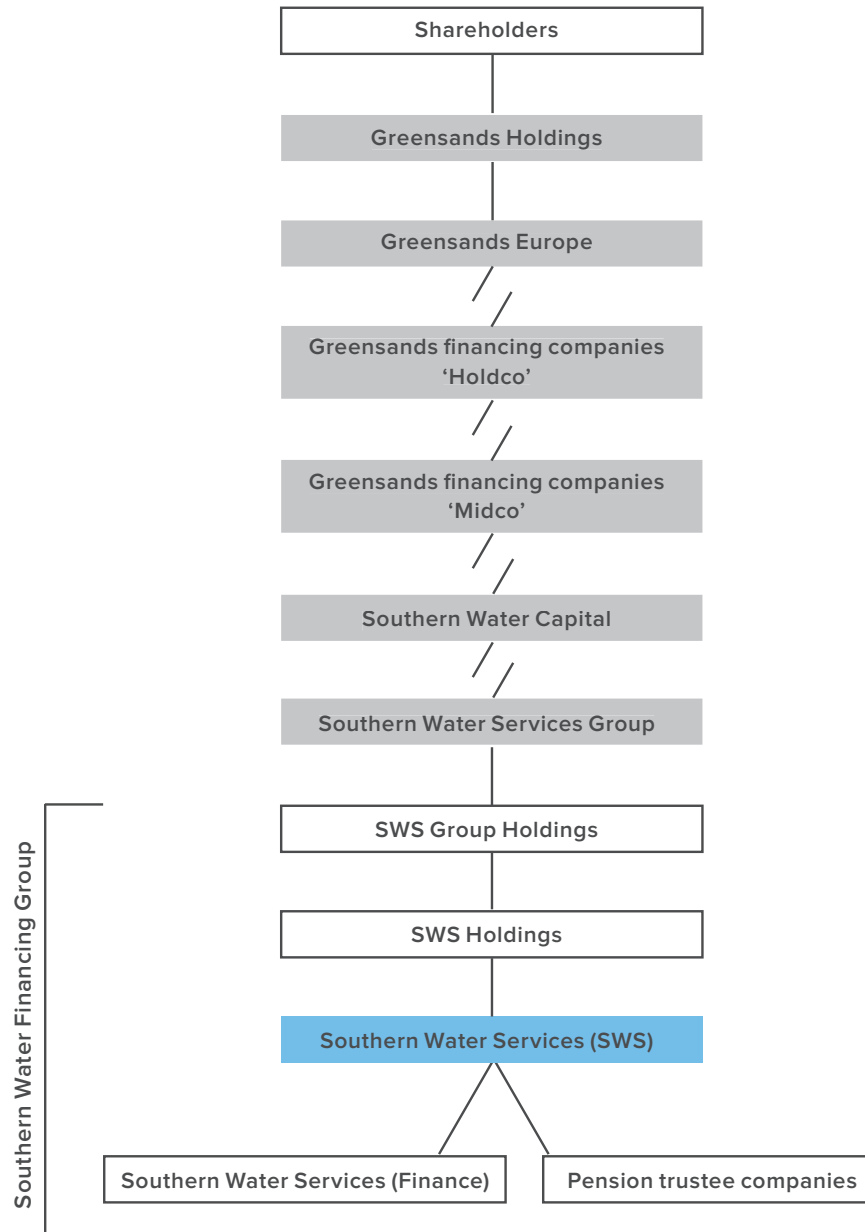 Shareholders
Greensands Holdings
Greensands Europe
Greensands financing companies
‘Holdco’
Greensands financing companies
‘Midco’
Southern Water Capital
Southern Water Services Group
SWS Group Holdings
SWS Holdings
Southern Water Services (SWS)
Southern Water Services (Finance)
Pension trustee companies
Southern Water Financing Group